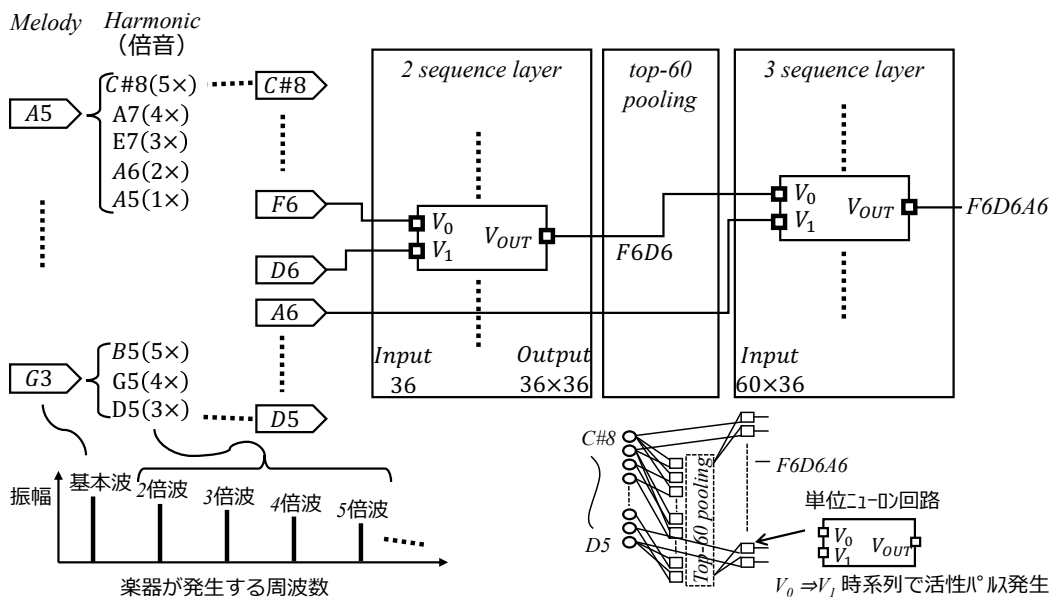 Melody
Harmonic
(倍音)
A5
C#8(5×)
A7(4×)
E7(3×)
A6(2×)
A5(1×)
G3
B5(5×)
G5(4×)
D5(3×)
C#8
F6
D6
A6
D5
2 sequence layer
V0
V1
VOUT
Input
36
Output
36×36
top-60
pooling
F6D6
3 sequence layer
V0
V1
VOUT
Input
60×36
F6D6A6
振幅
基本波
2倍波
3倍波
4倍波
5倍波
楽器が発生する周波数
C#8
D5
Top-60 pooling
F6D6A6
単位ニューロン回路
V0
V1
VOUT
V0 ⇒V1 時系列で活性パルス発生